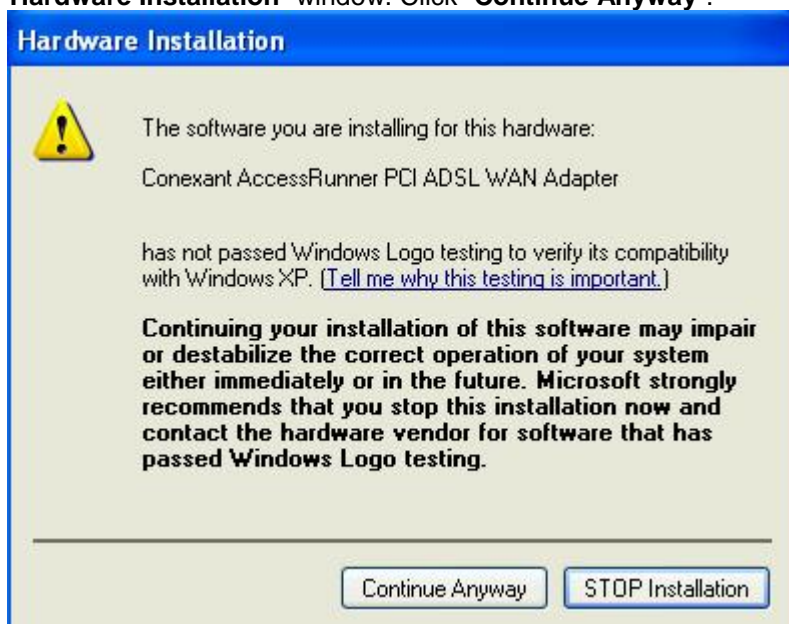 Hardware Installation" window. Click "Continue Anyway".
Hardware Installation
The software you are installing for this hardware:
Conexant AccessRunner PCI ADSL WAN Adapter
has not passed Windows Logo testing to verify its compatibility
with Windows XP. (Tell me why this testing is important.)
Continuing your installation of this software may impair
or destabilize the correct operation of your system
either immediately or in the future. Microsoft strongly
recommends that you stop this installation now and
contact the hardware vendor for software that has
passed Windows Logo testing.
Continue Anyway
STOP Installation